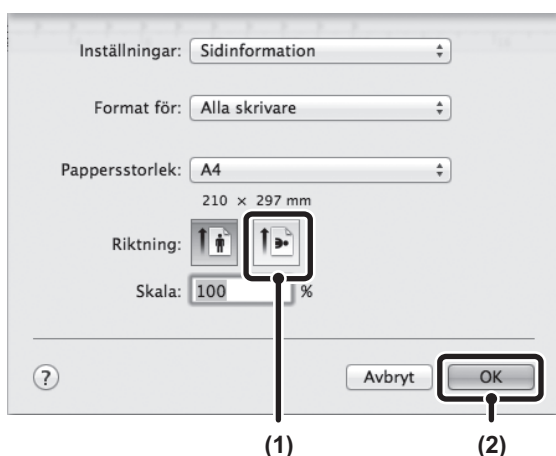 Inställningar: Sidinformation
Format för: Alla skrivare
Pappersstorlek: A4
210 × 297 mm
Riktning:
Skala: 100 %
? Avbryt OK
(1) (2)